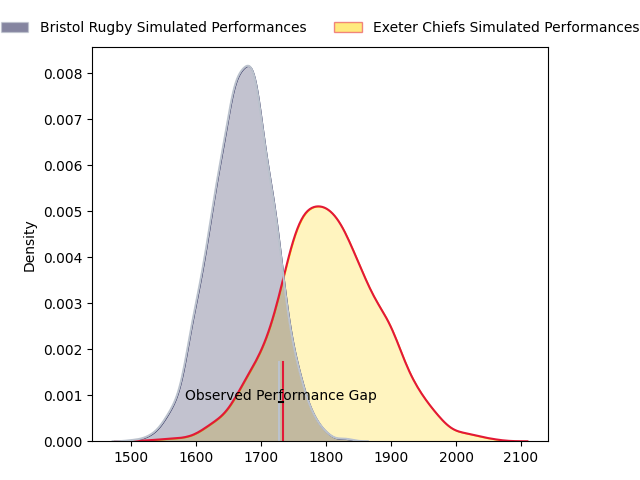 Bristol Rugby Simulated Performances
Exeter Chiefs Simulated Performances
Density
0.008
0.007
0.006
0.005
0.004
0.003
0.002
0.001
0.000
Observed Performance Gap
1500 1600 1700 1800 1900 2000 2100